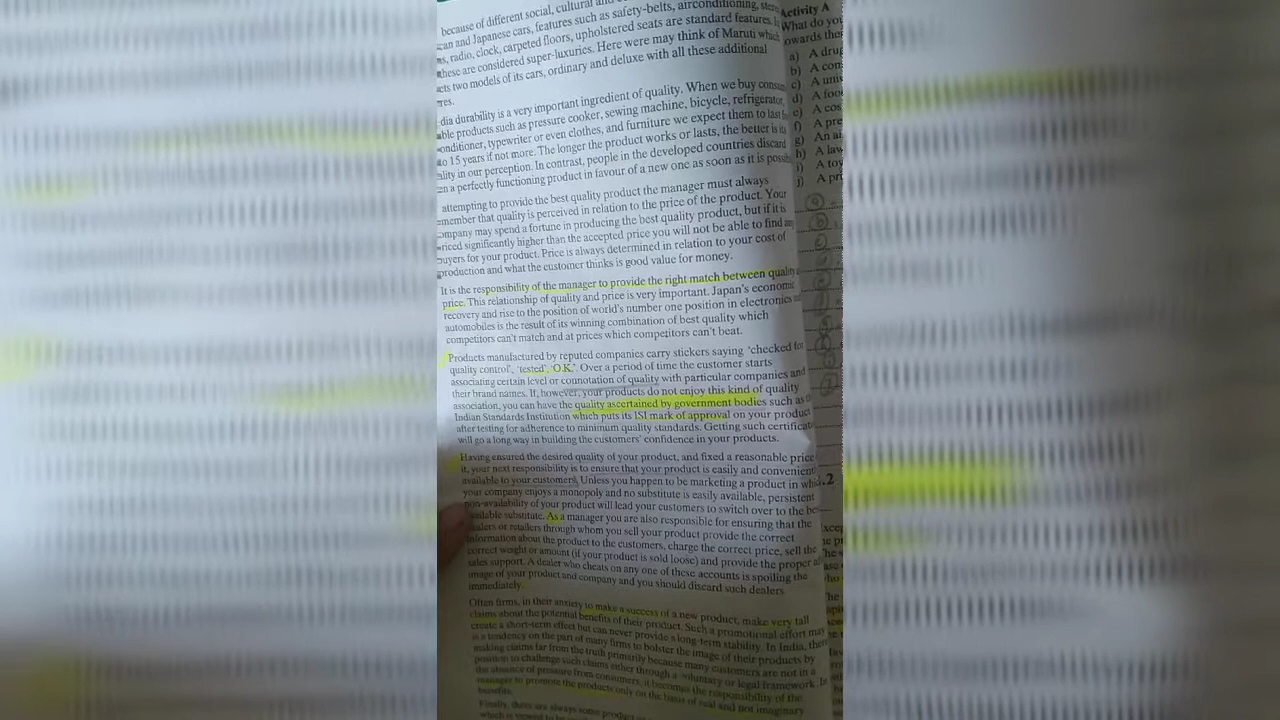 because of different social, cultural and
and Japanese cars, features such as safety-belts, airconditioning,
radio, clock, carpeted floors, upholstered seats are standard features.
these are considered super-luxuries. Here were may think of Maruti which
two models of its cars, ordinary and deluxe with all these additional
durability is a very important ingredient of quality. When we buy
products such as pressure cooker, sewing machine, bicycle, refrigerator,
typewriter or even clothes, and furniture we expect them to last
to 15 years if not more. The longer the product works or lasts, the better is
in our perception. In contrast, people in the developed countries discard
a perfectly functioning product in favour of a new one as soon as it is
attempting to provide the best quality product the manager must always
that quality is perceived in relation to the price of the product. Your
may spend a fortune in producing the best quality product, but if it is
significantly higher than the accepted price you will not be able to find
buyers for your product. Price is always determined in relation to your cost of
production and what the customer thinks is good value for money.
It is the responsibility of the manager to provide the right match between quality
price. This relationship of quality and price is very important. Japan's economic
recovery and rise to the position of world's number one position in electronics
automobiles is the result of its winning combination of best quality which
competitors can't match and at prices which competitors can't beat.
Products manufactured by reputed companies carry stickers saying 'checked for
quality control', 'tested', 'O.K.'. Over a period of time the customer starts
associating certain level or connotation of quality with particular companies and
their brand names. If, however, your products do not enjoy this kind of quality
association, you can have the quality ascertained by government bodies such as
Indian Standards Institution which puts its ISI mark of approval on your product
after testing for adherence to minimum quality standards. Getting such
will go a long way in building the customers' confidence in your products.
Having ensured the desired quality of your product, and fixed a reasonable price
it, your next responsibility is to ensure that your product is easily and
available to your customers. Unless you happen to be marketing a product in
your company enjoys a monopoly and no substitute is easily available, persistent
non-availability of your product will lead your customers to switch over to the
available substitute. As a manager you are also responsible for ensuring that the
dealers or retailers through whom you sell your product provide the correct
information about the product to the customers, charge the correct price, sell the
correct weight or amount (if your product is sold loose) and provide the proper
sales support. A dealer who cheats on any one of these accounts is spoiling the
image of your product and company and you should discard such dealers
immediately.
Often firms, in their anxiety to make a success of a new product, make very tall
claims about the potential benefits of their product. Such a promotional effort may
create a short-term effect but can never provide a long-term stability. In India,
is a tendency on the part of many firms to bolster the image of their products by
making claims far from the truth primarily because many customers are not in a
position to challenge such claims either through a voluntary or legal framework. In
the absence of pressure from consumers, it becomes the responsibility of the
manager to promote the products only on the basis of real and not imaginary
benefits.
Finally, there are always some
Activity A
What do you
a) A
b) A
c) A
d) A
e) A
f) A
g) An
h) A
i) A toy
j) A